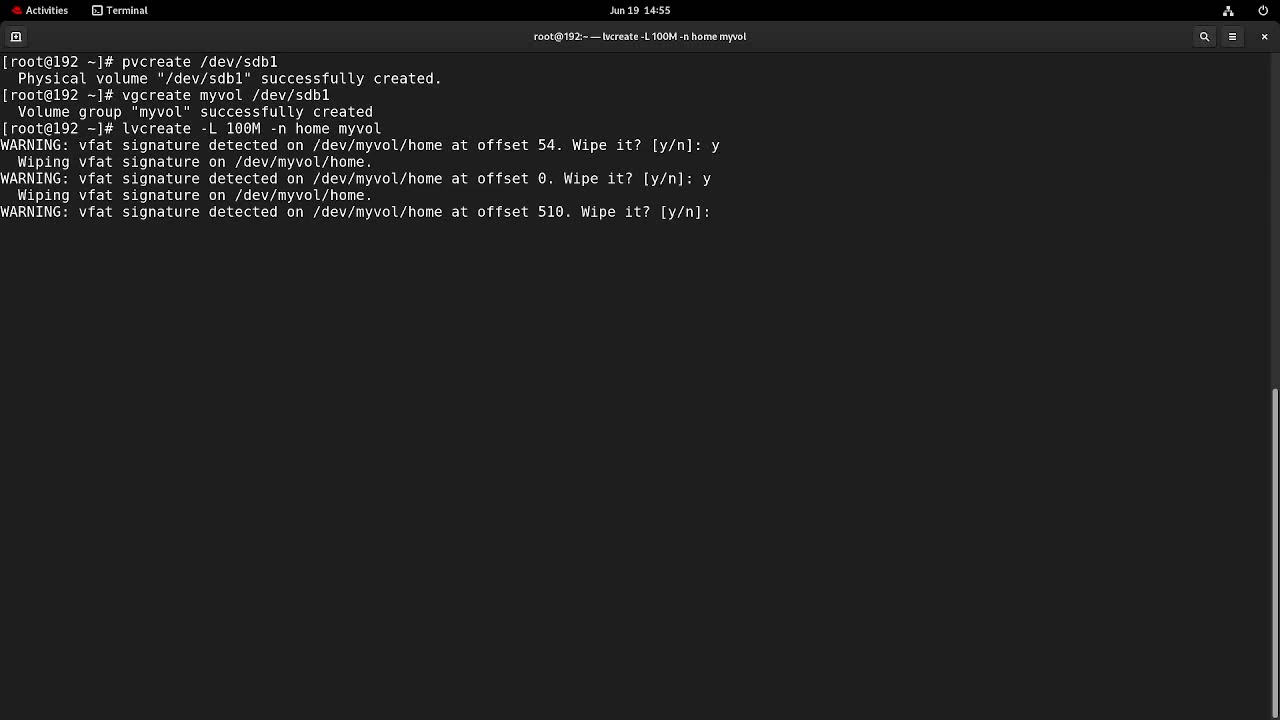 Activities Terminal Jun 19 14:55
root@192:~ — lvcreate -L 100M -n home myvol
[root@192 ~]# pvcreate /dev/sdb1
  Physical volume "/dev/sdb1" successfully created.
[root@192 ~]# vgcreate myvol /dev/sdb1
  Volume group "myvol" successfully created
[root@192 ~]# lvcreate -L 100M -n home myvol
WARNING: vfat signature detected on /dev/myvol/home at offset 54. Wipe it? [y/n]: y
  Wiping vfat signature on /dev/myvol/home.
WARNING: vfat signature detected on /dev/myvol/home at offset 0. Wipe it? [y/n]: y
  Wiping vfat signature on /dev/myvol/home.
WARNING: vfat signature detected on /dev/myvol/home at offset 510. Wipe it? [y/n]: